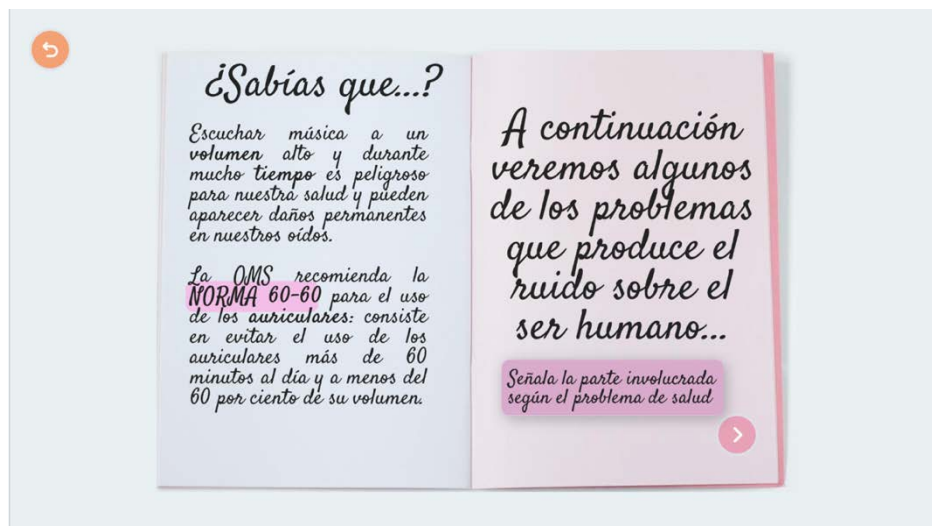 ¿Sabías que...?
Escuchar música a un
volumen alto y durante
mucho tiempo es peligroso
para nuestra salud y pueden
aparecer daños permanentes
en nuestros oídos.
La OMS recomienda la
NORMA 60-60 para el uso
de los auriculares: consiste
en evitar el uso de los
auriculares más de 60
minutos al día y a menos del
60 por ciento de su volumen.
A continuación
veremos algunos
de los problemas
que produce el
ruido sobre el
ser humano...
Señala la parte involucrada
según el problema de salud